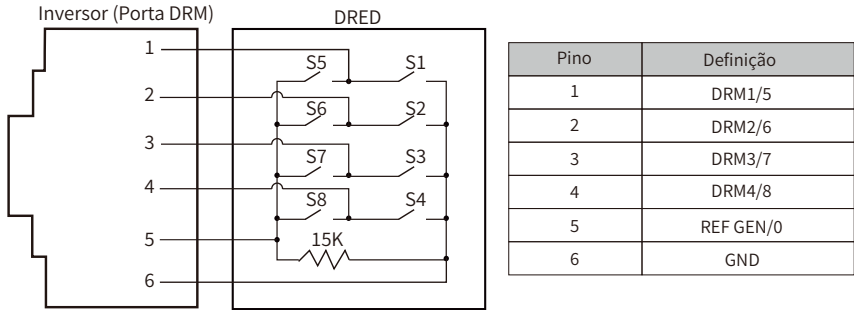 Inversor (Porta DRM)
DRED
1
S5 S1
2
S6 S2
3
S7 S3
4
S8 S4
5
15K
6
Pino Definição
1 DRM1/5
2 DRM2/6
3 DRM3/7
4 DRM4/8
5 REF GEN/0
6 GND